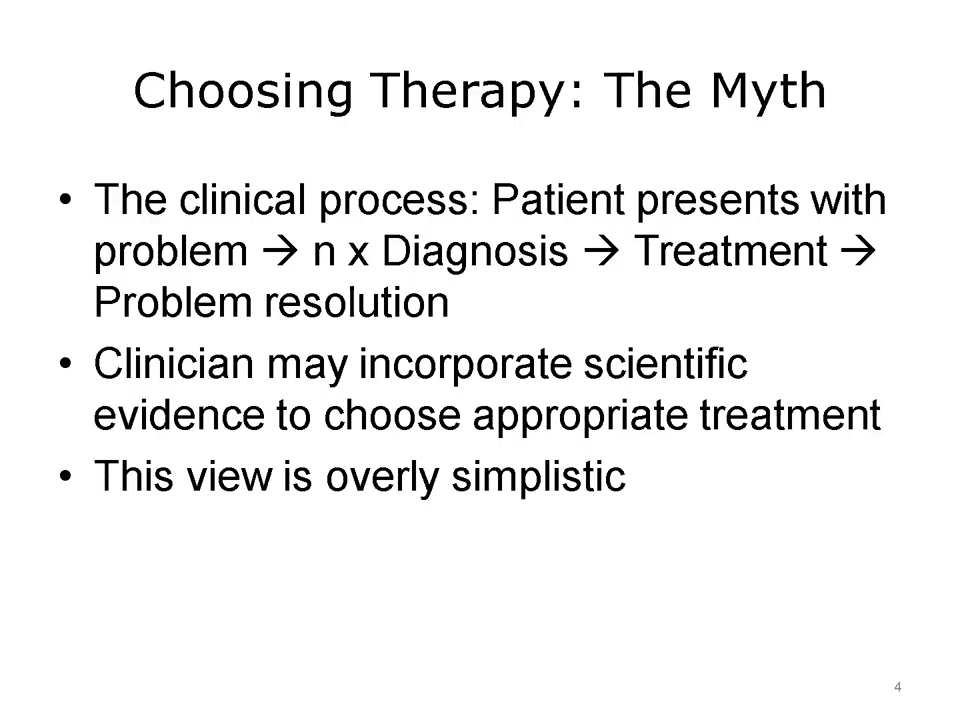 Choosing Therapy: The Myth
• The clinical process: Patient presents with
problem → n x Diagnosis → Treatment →
Problem resolution
• Clinician may incorporate scientific
evidence to choose appropriate treatment
• This view is overly simplistic
4